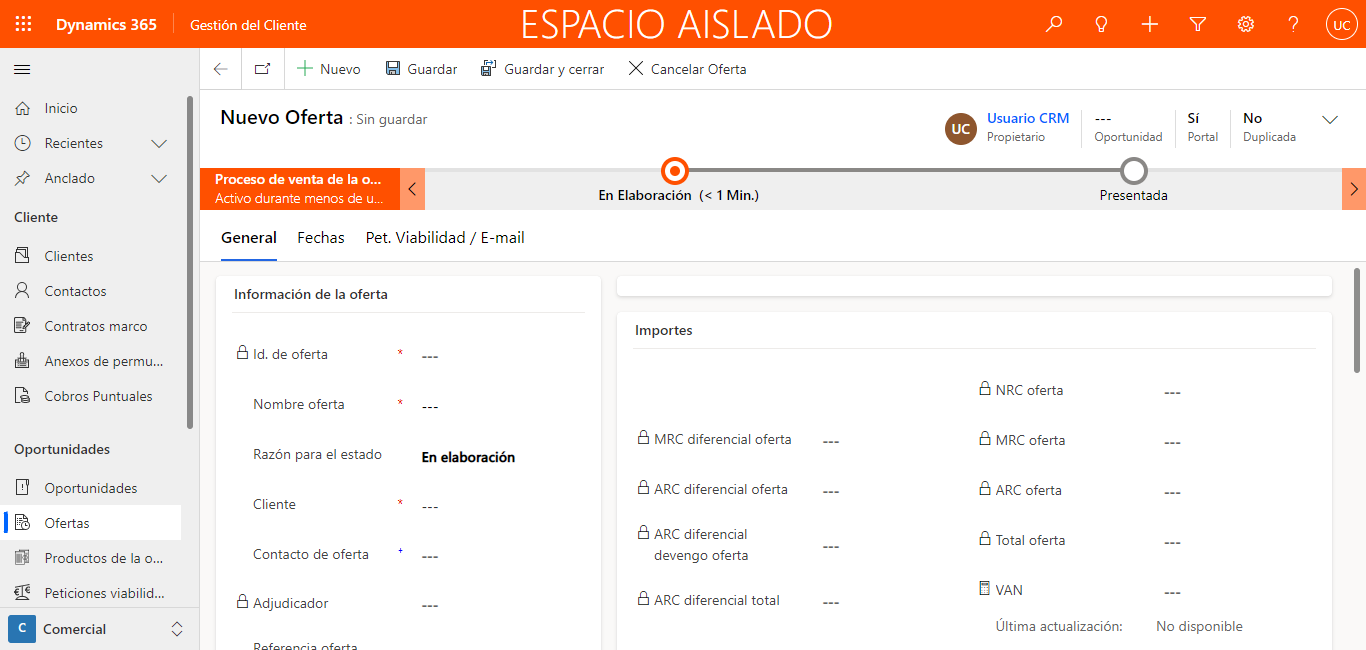 Dynamics 365
Gestión del Cliente
ESPACIO AISLADO
UC
Nuevo
Guardar
Guardar y cerrar
Cancelar Oferta
Inicio
Recientes
Anclado
Cliente
Clientes
Contactos
Contratos marco
Anexos de permu...
Cobros Puntuales
Oportunidades
Oportunidades
Ofertas
Productos de la o...
Peticiones viabilid...
C Comercial
Nuevo Oferta : Sin guardar
UC
Usuario CRM
Propietario
---
Oportunidad
Sí
Portal
No
Duplicada
Proceso de venta de la o...
Activo durante menos de u...
En Elaboración (< 1 Min.)
Presentada
General
Fechas
Pet. Viabilidad / E-mail
Información de la oferta
Id. de oferta * ---
Nombre oferta * ---
Razón para el estado En elaboración
Cliente * ---
Contacto de oferta + ---
Adjudicador ---
Referencia oferta
Importes
MRC diferencial oferta ---
ARC diferencial oferta ---
ARC diferencial
devengo oferta ---
ARC diferencial total ---
NRC oferta ---
MRC oferta ---
ARC oferta ---
Total oferta ---
VAN ---
Última actualización: No disponible